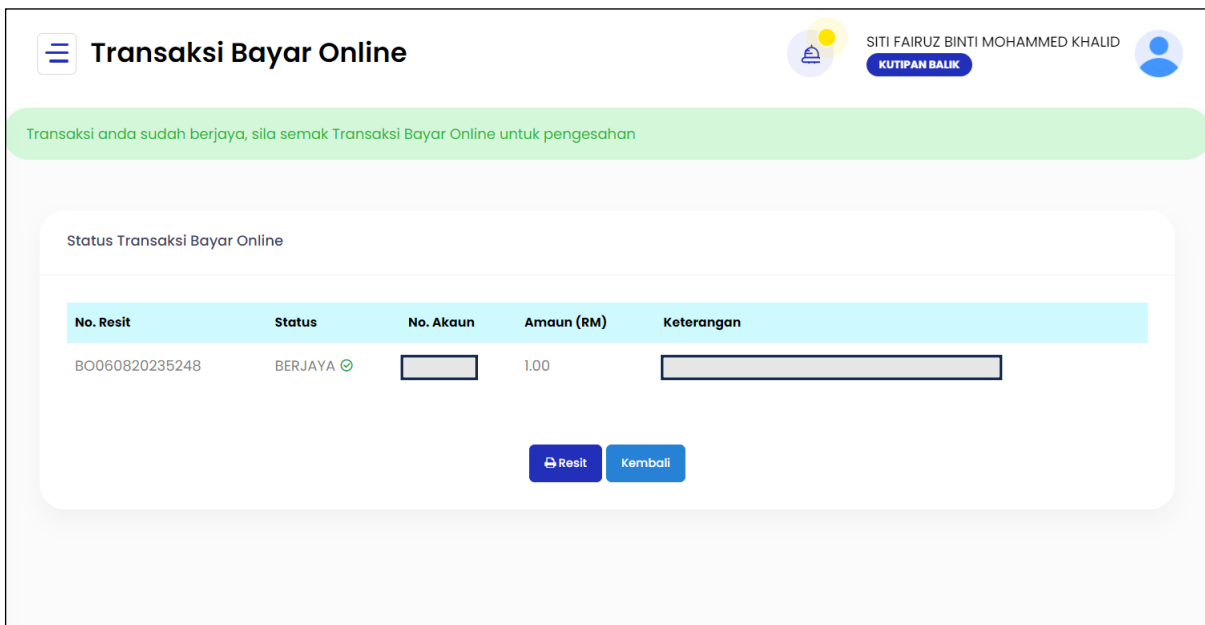 Transaksi Bayar Online
SITI FAIRUZ BINTI MOHAMMED KHALID
KUTIPAN BALIK
Transaksi anda sudah berjaya, sila semak Transaksi Bayar Online untuk pengesahan
Status Transaksi Bayar Online
No. Resit Status No. Akaun Amaun (RM) Keterangan
BO060820235248 BERJAYA 1.00
Resit Kembali